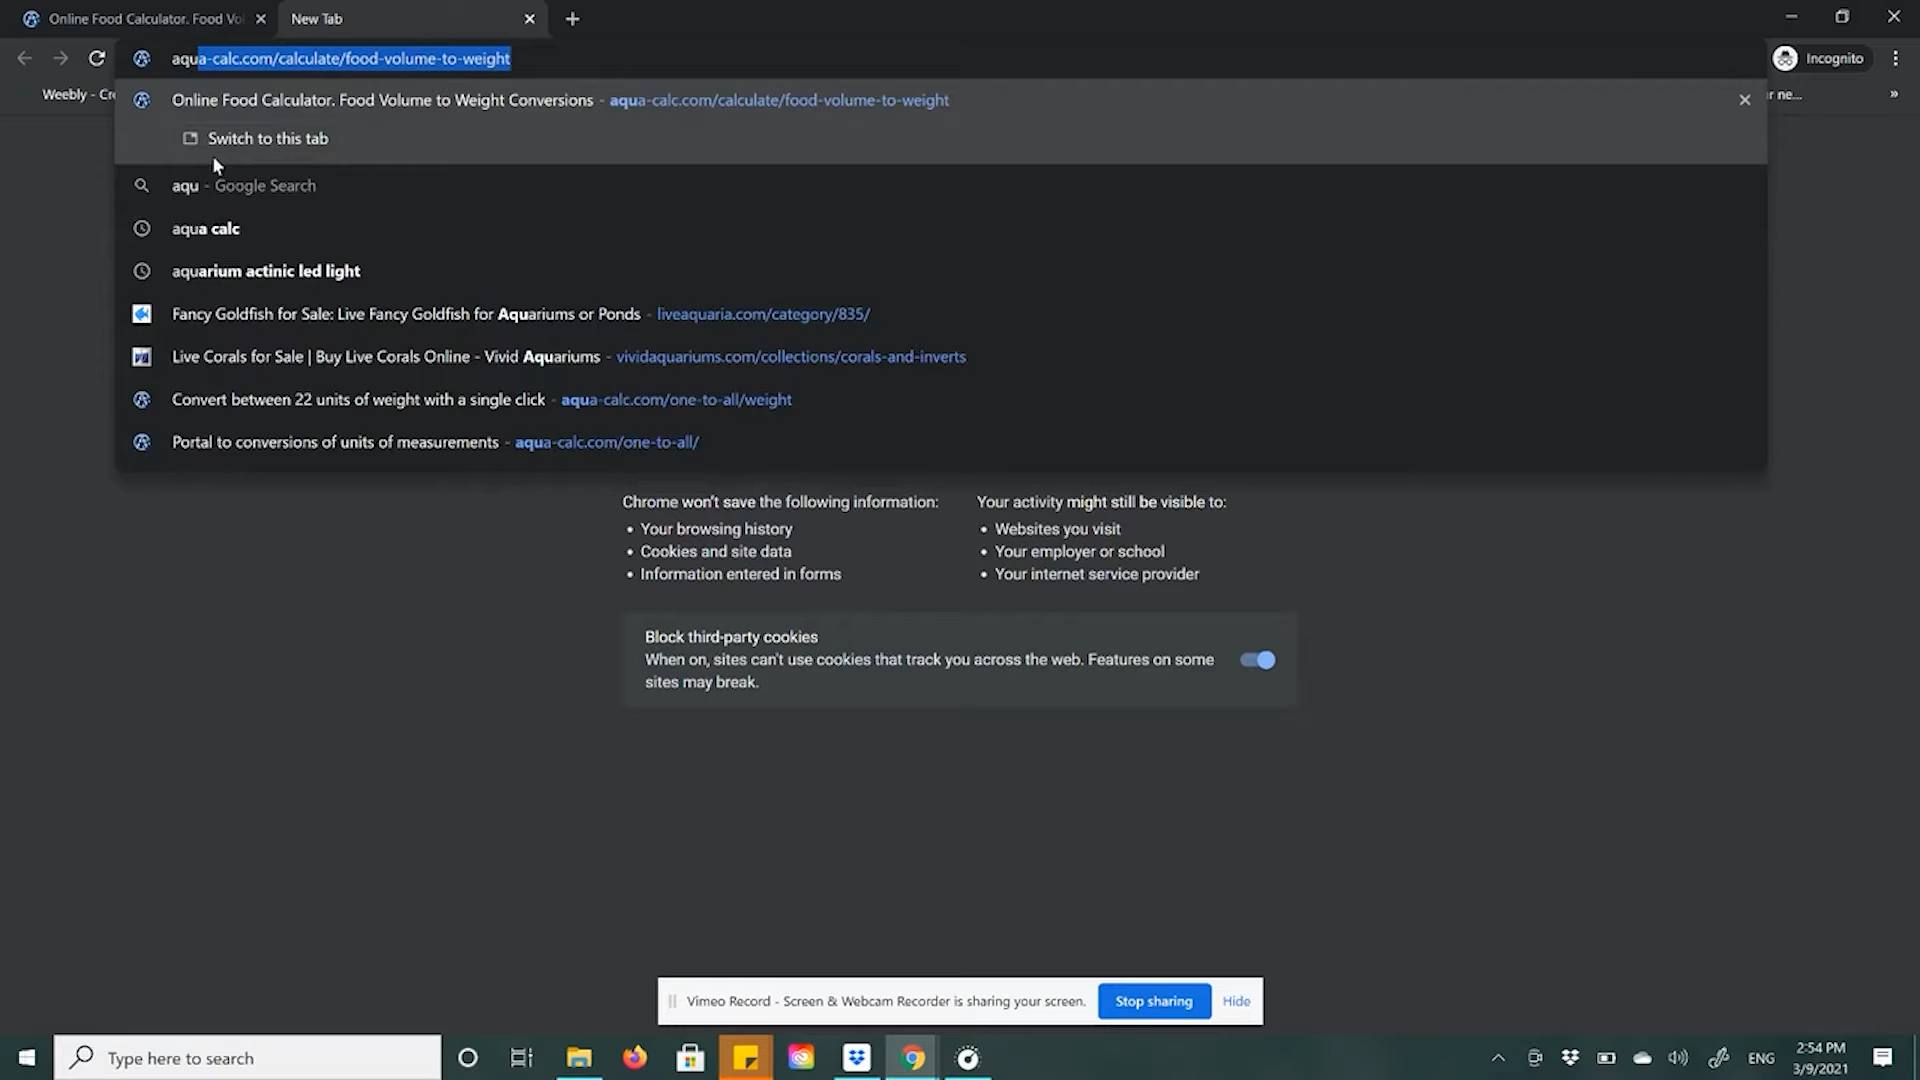 Online Food Calculator. Food Vo
New Tab
aqua-calc.com/calculate/food-volume-to-weight
Incognito
Weebly - Cre
r ne...
Online Food Calculator. Food Volume to Weight Conversions - aqua-calc.com/calculate/food-volume-to-weight
Switch to this tab
aqu - Google Search
aqua calc
aquarium actinic led light
Fancy Goldfish for Sale: Live Fancy Goldfish for Aquariums or Ponds - liveaquaria.com/category/835/
Live Corals for Sale | Buy Live Corals Online - Vivid Aquariums - vividaquariums.com/collections/corals-and-inverts
Convert between 22 units of weight with a single click - aqua-calc.com/one-to-all/weight
Portal to conversions of units of measurements - aqua-calc.com/one-to-all/
Chrome won't save the following information:
• Your browsing history
• Cookies and site data
• Information entered in forms
Your activity might still be visible to:
• Websites you visit
• Your employer or school
• Your internet service provider
Block third-party cookies
When on, sites can't use cookies that track you across the web. Features on some
sites may break.
Vimeo Record - Screen & Webcam Recorder is sharing your screen.
Stop sharing
Hide
Type here to search
ENG
2:54 PM
3/9/2021